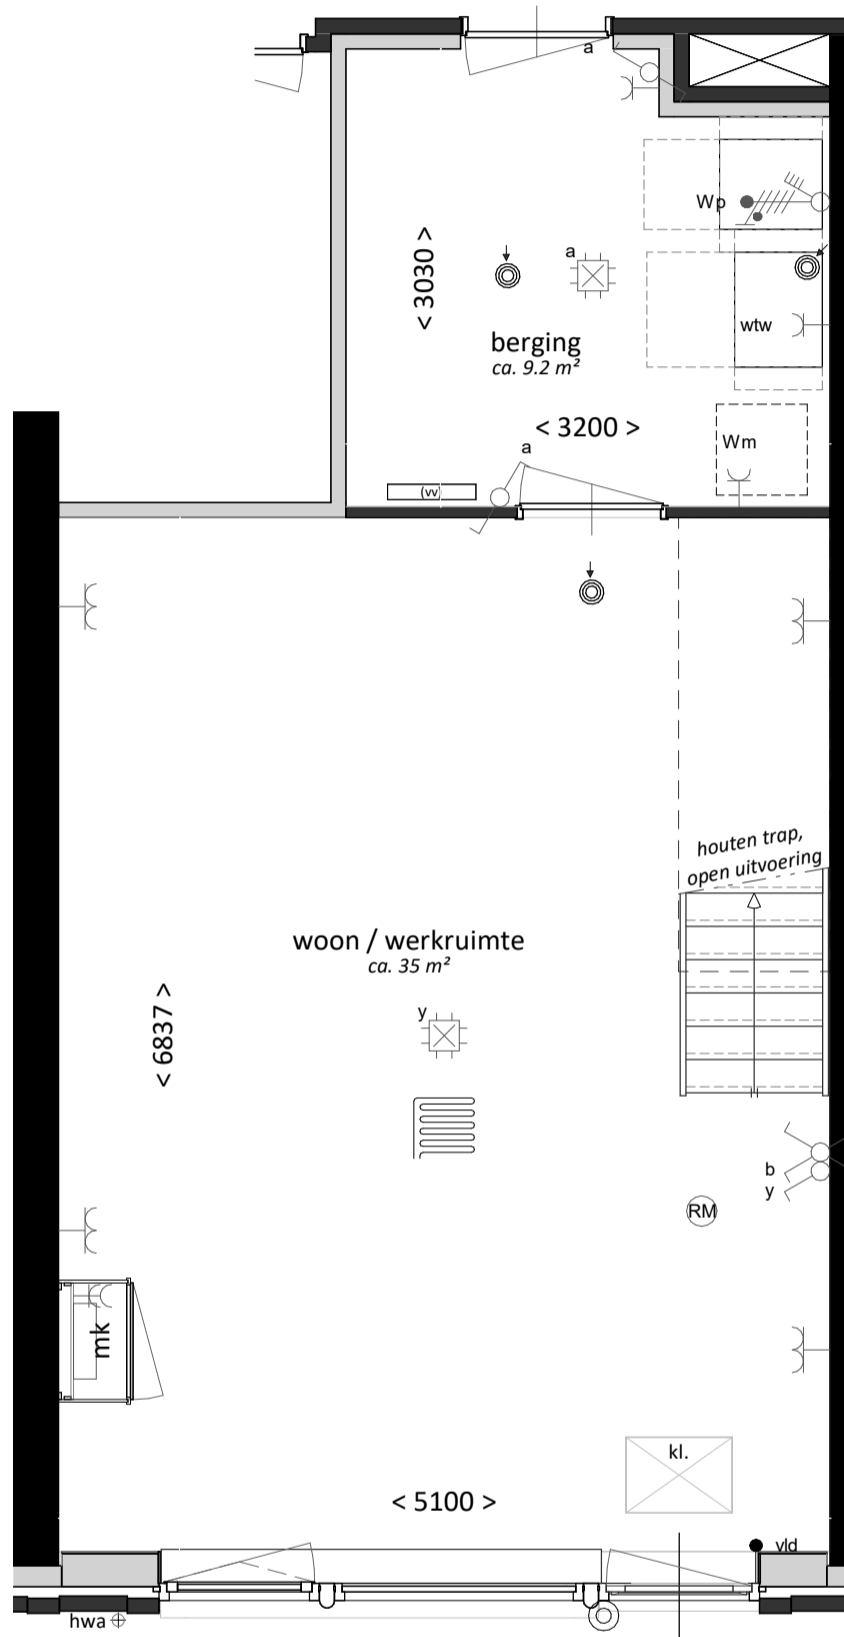 a
Wp
< 3030 >
a
wtw
berging
ca. 9.2 m²
< 3200 >
a
Wm
(vv)
houten trap,
open uitvoering
woon / werkruimte
ca. 35 m²
< 6837 >
y
b
y
RM
mk
kl.
< 5100 >
vld
hwa